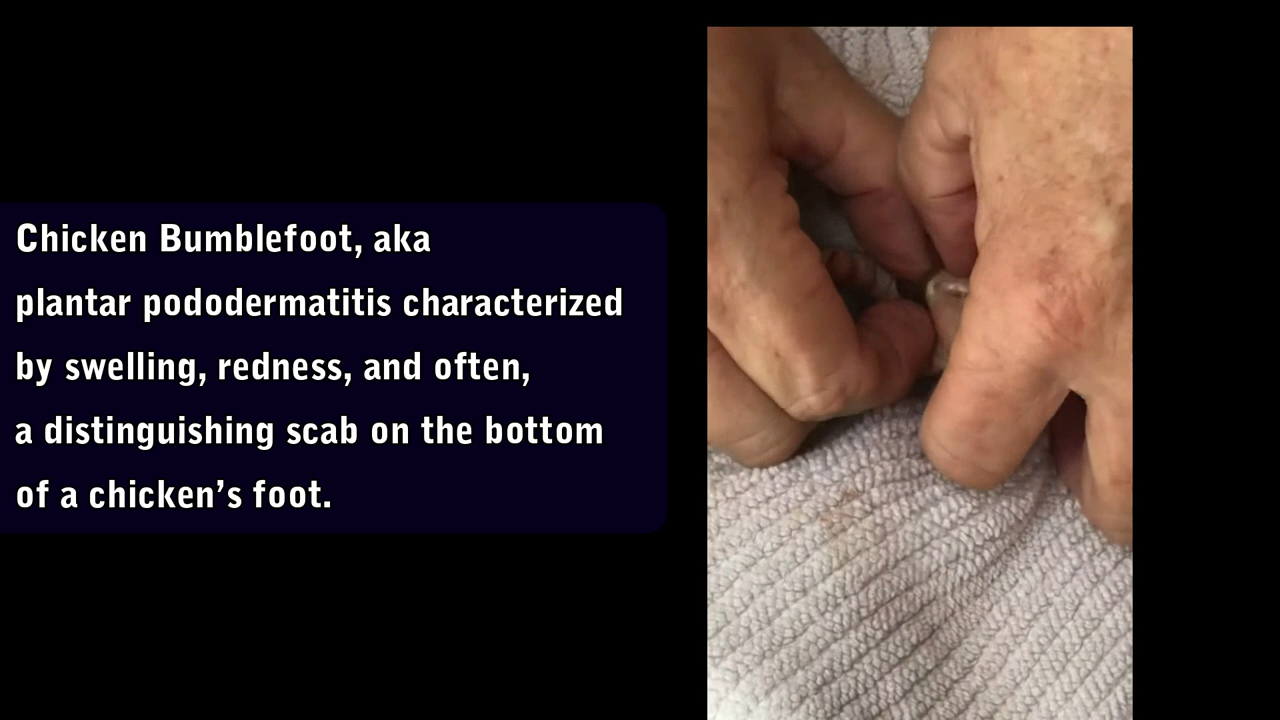 Chicken Bumblefoot, aka
plantar pododermatitis characterized
by swelling, redness, and often,
a distinguishing scab on the bottom
of a chicken’s foot.